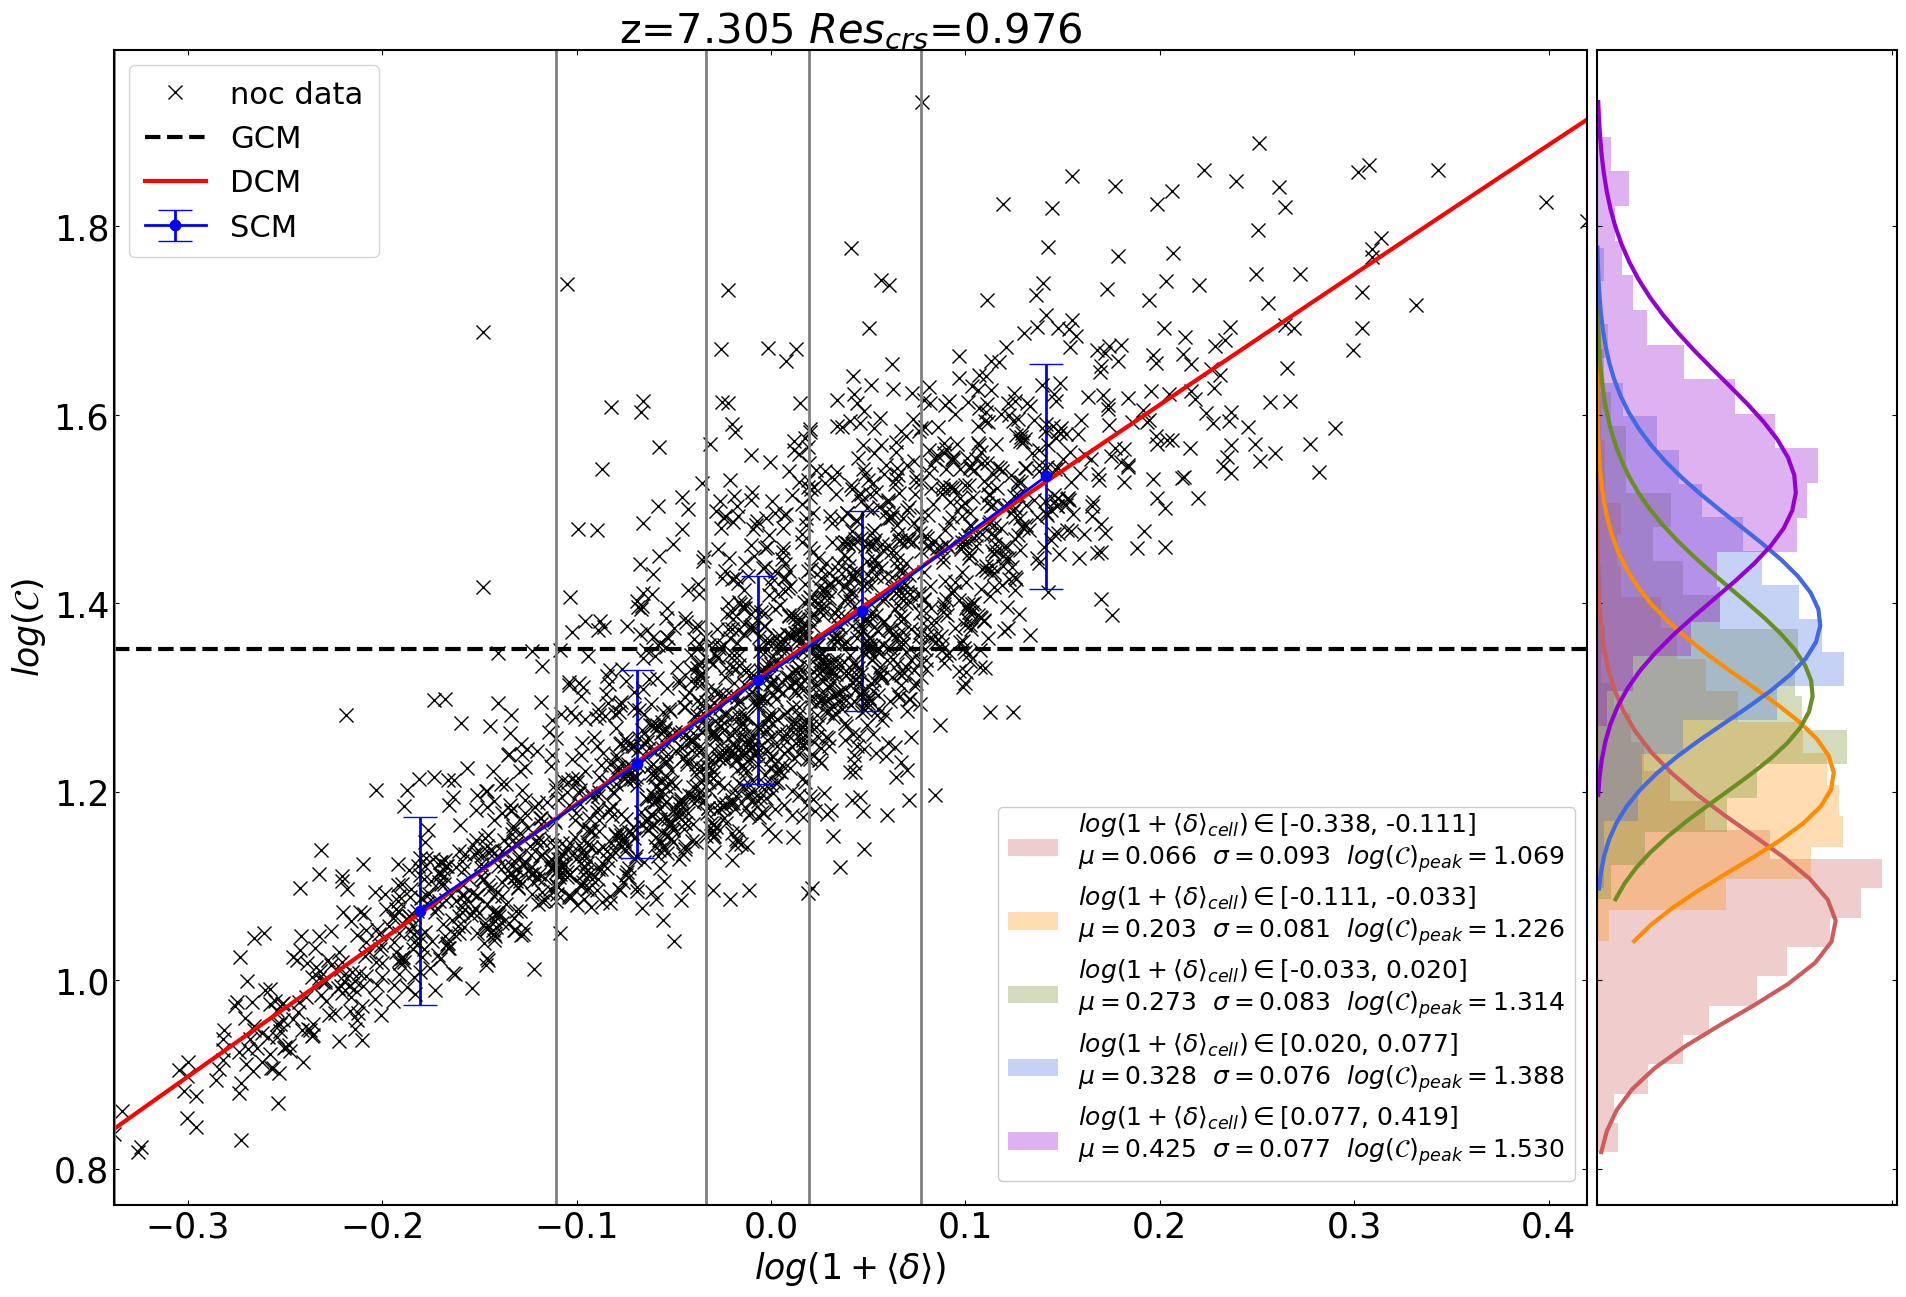 z=7.305 Res_crs=0.976
noc data
GCM
DCM
SCM
log(𝒞)
1.8
1.6
1.4
1.2
1.0
0.8
log(1 + ⟨δ⟩_cell) ∈ [-0.338, -0.111]
μ = 0.066 σ = 0.093 log(𝒞)_peak = 1.069
log(1 + ⟨δ⟩_cell) ∈ [-0.111, -0.033]
μ = 0.203 σ = 0.081 log(𝒞)_peak = 1.226
log(1 + ⟨δ⟩_cell) ∈ [-0.033, 0.020]
μ = 0.273 σ = 0.083 log(𝒞)_peak = 1.314
log(1 + ⟨δ⟩_cell) ∈ [0.020, 0.077]
μ = 0.328 σ = 0.076 log(𝒞)_peak = 1.388
log(1 + ⟨δ⟩_cell) ∈ [0.077, 0.419]
μ = 0.425 σ = 0.077 log(𝒞)_peak = 1.530
−0.3 −0.2 −0.1 0.0 0.1 0.2 0.3 0.4
log(1 + ⟨δ⟩)